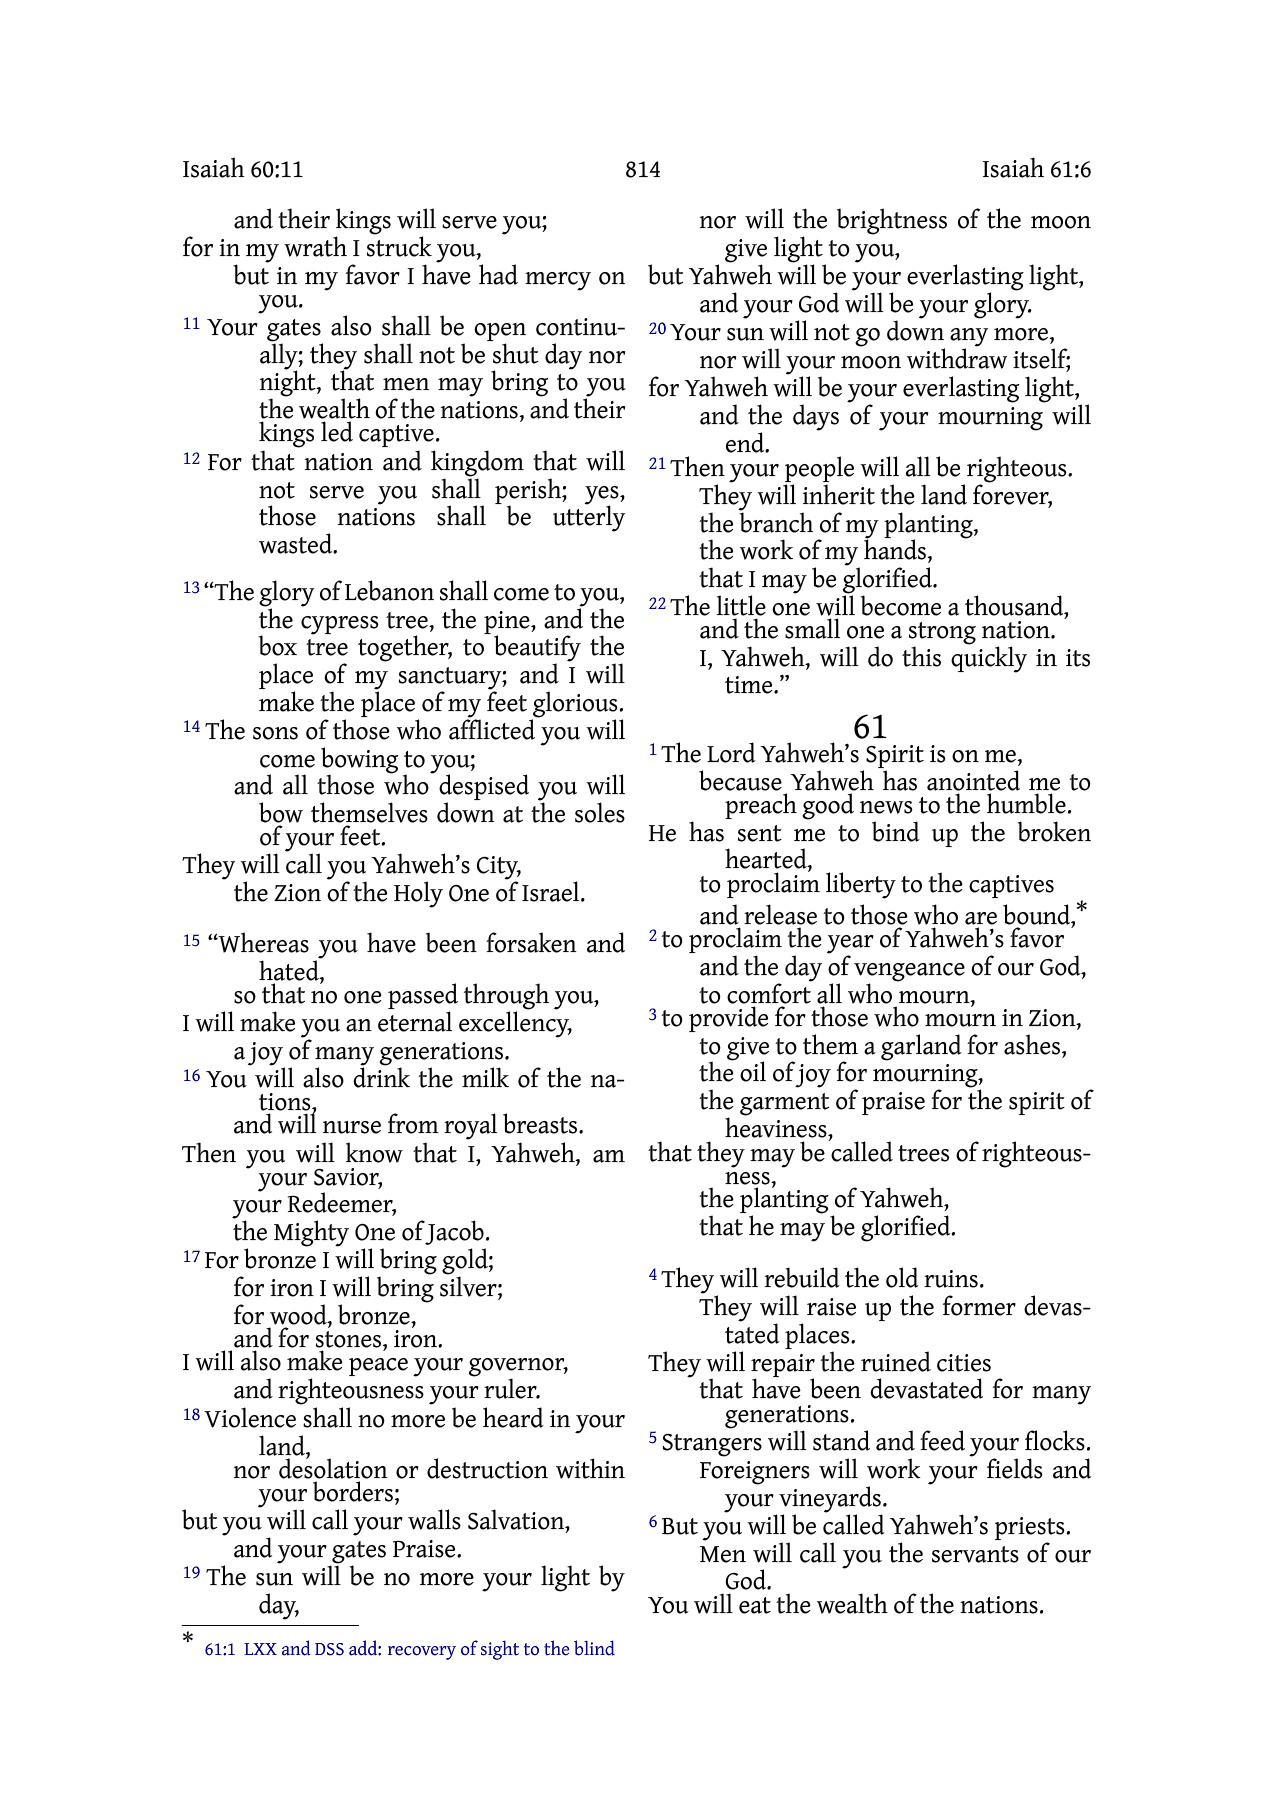 Isaiah 60:11 814 Isaiah 61:6
and their kings will serve you;
for in my wrath I struck you,
but in my favor I have had mercy on
you.
11 Your gates also shall be open continu-
ally; they shall not be shut day nor
night, that men may bring to you
the wealth of the nations, and their
kings led captive.
12 For that nation and kingdom that will
not serve you shall perish; yes,
those nations shall be utterly
wasted.
13 “The glory of Lebanon shall come to you,
the cypress tree, the pine, and the
box tree together, to beautify the
place of my sanctuary; and I will
make the place of my feet glorious.
14 The sons of those who afflicted you will
come bowing to you;
and all those who despised you will
bow themselves down at the soles
of your feet.
They will call you Yahweh’s City,
the Zion of the Holy One of Israel.
15 “Whereas you have been forsaken and
hated,
so that no one passed through you,
I will make you an eternal excellency,
a joy of many generations.
16 You will also drink the milk of the na-
tions,
and will nurse from royal breasts.
Then you will know that I, Yahweh, am
your Savior,
your Redeemer,
the Mighty One of Jacob.
17 For bronze I will bring gold;
for iron I will bring silver;
for wood, bronze,
and for stones, iron.
I will also make peace your governor,
and righteousness your ruler.
18 Violence shall no more be heard in your
land,
nor desolation or destruction within
your borders;
but you will call your walls Salvation,
and your gates Praise.
19 The sun will be no more your light by
day,
nor will the brightness of the moon
give light to you,
but Yahweh will be your everlasting light,
and your God will be your glory.
20 Your sun will not go down any more,
nor will your moon withdraw itself;
for Yahweh will be your everlasting light,
and the days of your mourning will
end.
21 Then your people will all be righteous.
They will inherit the land forever,
the branch of my planting,
the work of my hands,
that I may be glorified.
22 The little one will become a thousand,
and the small one a strong nation.
I, Yahweh, will do this quickly in its
time.”
61
1 The Lord Yahweh’s Spirit is on me,
because Yahweh has anointed me to
preach good news to the humble.
He has sent me to bind up the broken
hearted,
to proclaim liberty to the captives
and release to those who are bound,*
2 to proclaim the year of Yahweh’s favor
and the day of vengeance of our God,
to comfort all who mourn,
3 to provide for those who mourn in Zion,
to give to them a garland for ashes,
the oil of joy for mourning,
the garment of praise for the spirit of
heaviness,
that they may be called trees of righteous-
ness,
the planting of Yahweh,
that he may be glorified.
4 They will rebuild the old ruins.
They will raise up the former devas-
tated places.
They will repair the ruined cities
that have been devastated for many
generations.
5 Strangers will stand and feed your flocks.
Foreigners will work your fields and
your vineyards.
6 But you will be called Yahweh’s priests.
Men will call you the servants of our
God.
You will eat the wealth of the nations.
* 61:1 LXX and DSS add: recovery of sight to the blind